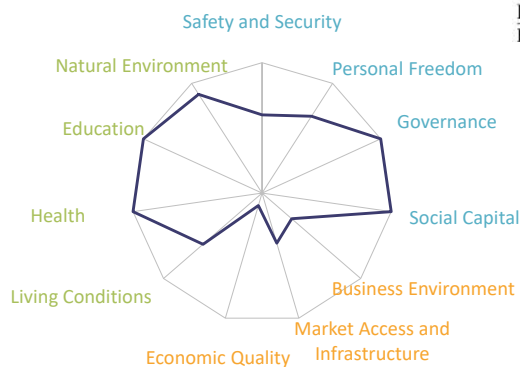 Safety and Security
Natural Environment
Personal Freedom
Education
Governance
Health
Social Capital
Living Conditions
Business Environment
Market Access and
Infrastructure
Economic Quality